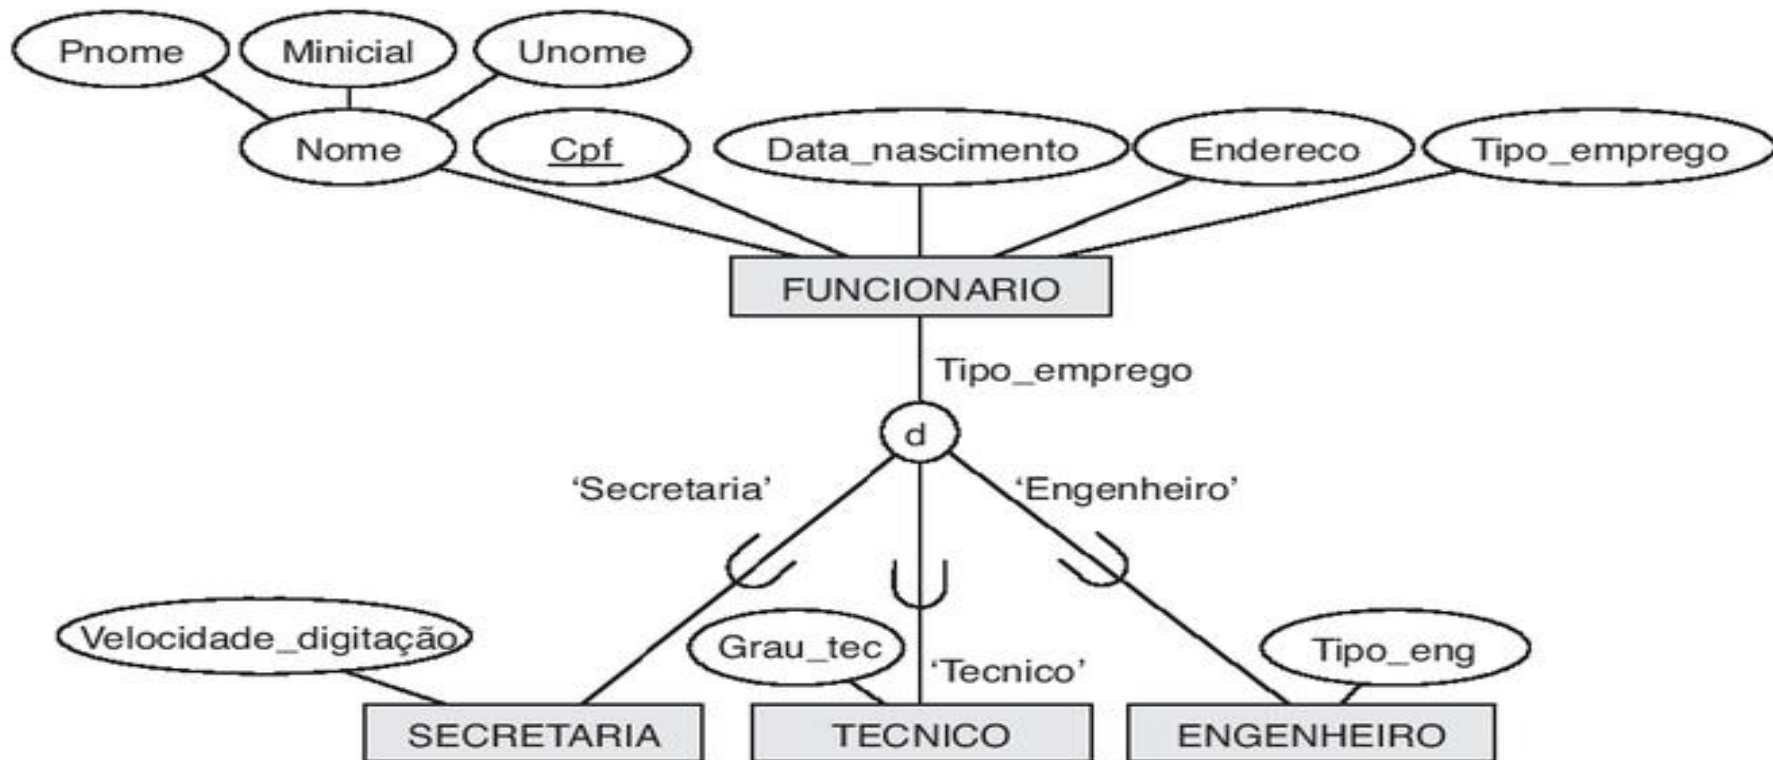 Pnome
Minicial
Unome
Nome
Cpf
Data_nascimento
Endereco
Tipo_emprego
FUNCIONARIO
Tipo_emprego
d
‘Secretaria’
‘Engenheiro’
Velocidade_digitação
Grau_tec
‘Tecnico’
Tipo_eng
SECRETARIA
TECNICO
ENGENHEIRO